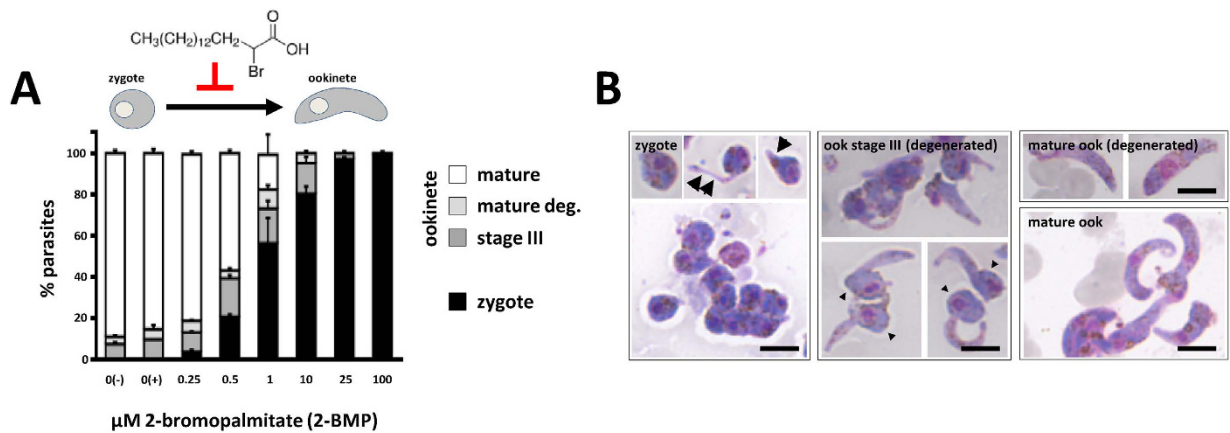 CH₃(CH₂)₁₂CH₂
O
OH
Br
A
zygote
ookinete
% parasites
100
80
60
40
20
0
0(-) 0(+) 0.25 0.5 1 10 25 100
µM 2-bromopalmitate (2-BMP)
ookinete
mature
mature deg.
stage III
zygote
B
zygote
ook stage III (degenerated)
mature ook (degenerated)
mature ook